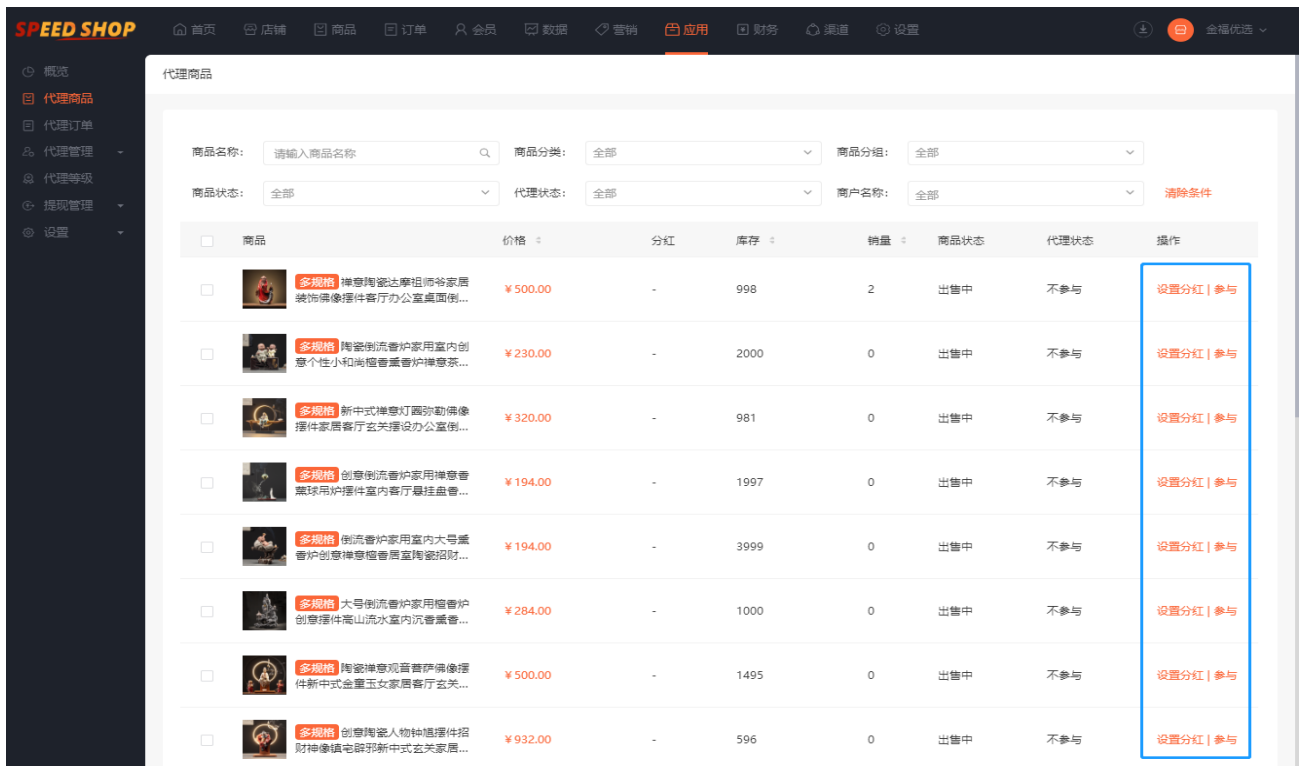 SPEED SHOP
首页
店铺
商品
订单
会员
数据
营销
应用
财务
渠道
设置
金福优选
概览
代理商品
代理订单
代理管理
代理等级
提现管理
设置
代理商品
商品名称: 请输入商品名称 商品分类: 全部 商品分组: 全部
商品状态: 全部 代理状态: 全部 商户名称: 全部 清除条件
商品 价格 分红 库存 销量 商品状态 代理状态 操作
多规格 禅意陶瓷达摩祖师爷家居
装饰佛像摆件客厅办公室桌面倒...
¥500.00 - 998 2 出售中 不参与 设置分红 | 参与
多规格 陶瓷倒流香炉家用室内创
意个性小和尚檀香薰香炉禅意茶...
¥230.00 - 2000 0 出售中 不参与 设置分红 | 参与
多规格 新中式禅意灯圈弥勒佛像
摆件家居客厅玄关摆设办公室倒...
¥320.00 - 981 0 出售中 不参与 设置分红 | 参与
多规格 创意倒流香炉家用禅意香
薰球吊炉摆件室内客厅悬挂盘香...
¥194.00 - 1997 0 出售中 不参与 设置分红 | 参与
多规格 倒流香炉家用室内大号薰
香炉创意禅意檀香居室陶瓷招财...
¥194.00 - 3999 0 出售中 不参与 设置分红 | 参与
多规格 大号倒流香炉家用檀香炉
创意摆件高山流水室内沉香薰香...
¥284.00 - 1000 0 出售中 不参与 设置分红 | 参与
多规格 陶瓷禅意观音菩萨佛像摆
件新中式金童玉女家居客厅玄关...
¥500.00 - 1495 0 出售中 不参与 设置分红 | 参与
多规格 创意陶瓷人物钟馗摆件招
财神像镇宅辟邪新中式玄关家居...
¥932.00 - 596 0 出售中 不参与 设置分红 | 参与